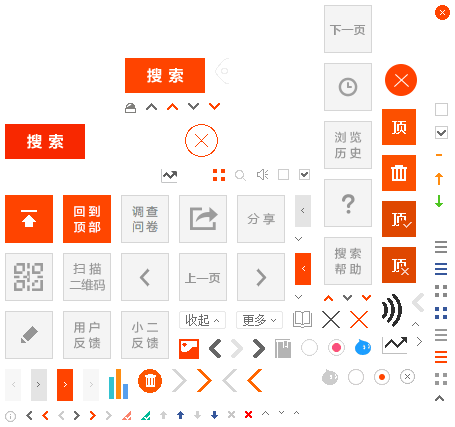 下一页
搜 索
顶
搜 索
浏览
历史
顶
回到
顶部
调查
问卷
分 享
顶
搜索
帮助
扫描
二维码
上一页
用户
反馈
小二
反馈
收起
更多